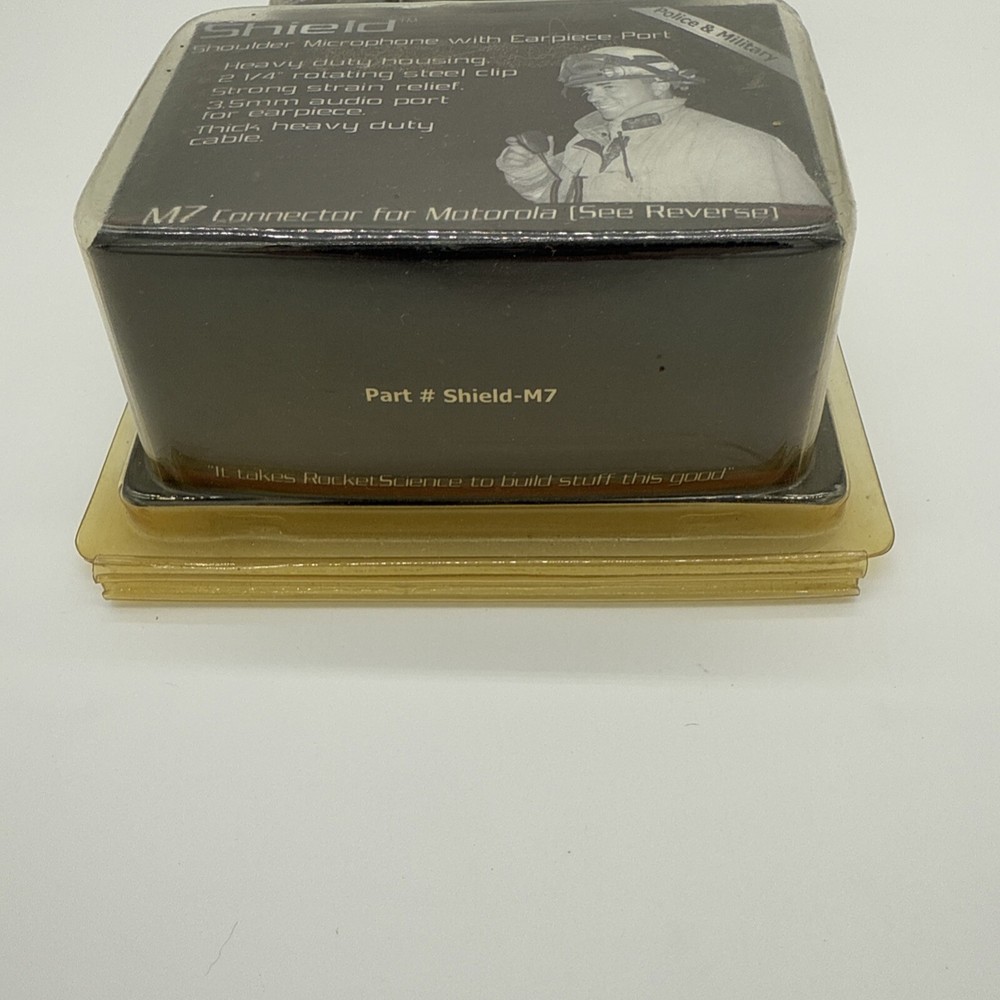 Shield™
Police & Military
Shoulder Microphone with Earpiece Port
Heavy duty housing.
2 1/4" rotating steel clip
Strong strain relief.
3.5mm audio port
for earpiece.
Thick heavy duty
cable.
M7 Connector for Motorola (See Reverse)
Part # Shield-M7
"It takes RocketScience to build stuff this good"